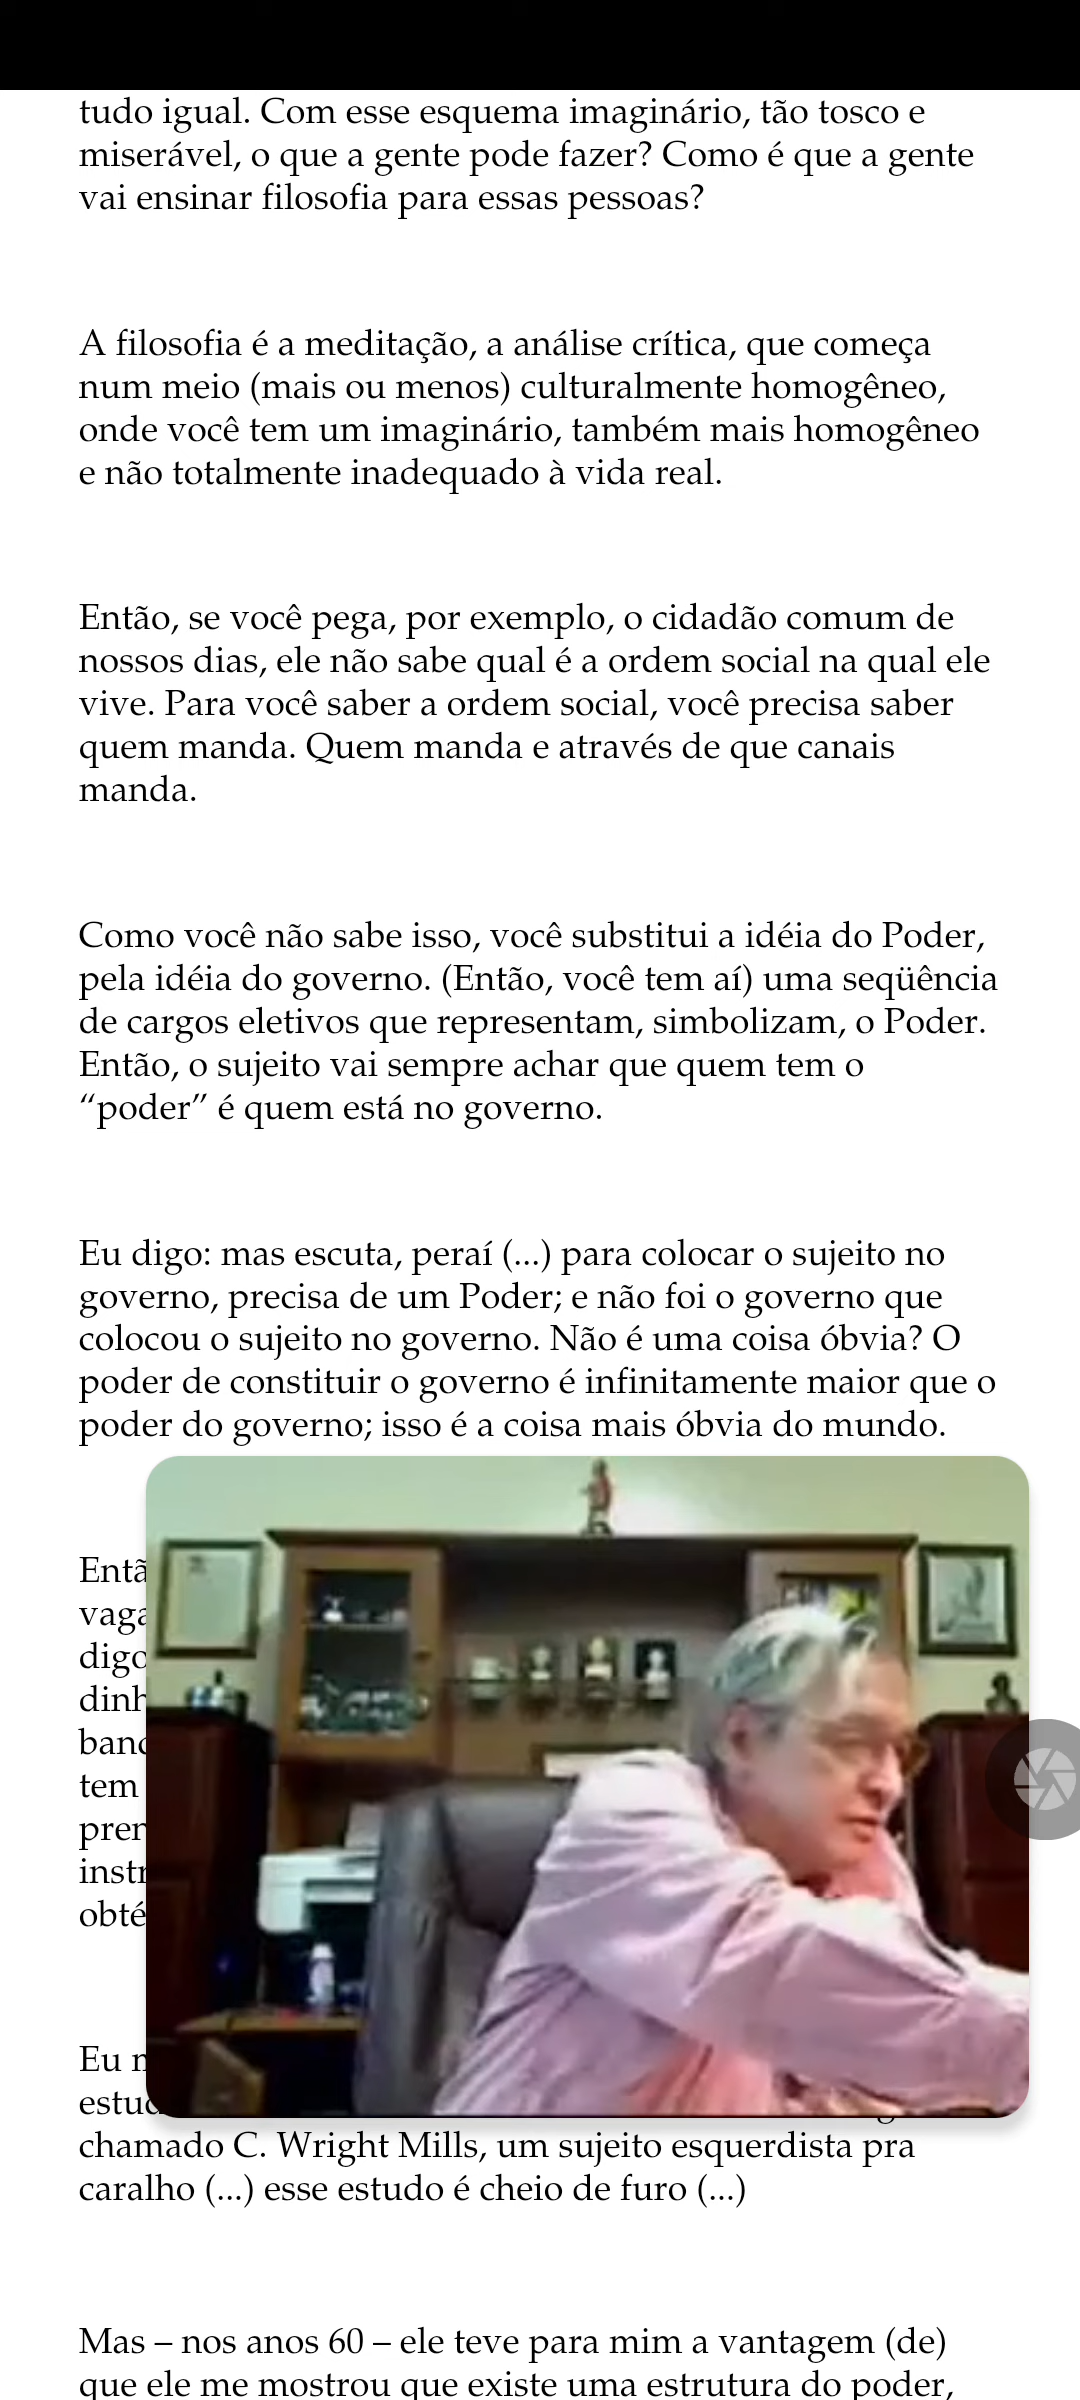 tudo igual. Com esse esquema imaginário, tão tosco e
miserável, o que a gente pode fazer? Como é que a gente
vai ensinar filosofia para essas pessoas?
A filosofia é a meditação, a análise crítica, que começa
num meio (mais ou menos) culturalmente homogêneo,
onde você tem um imaginário, também mais homogêneo
e não totalmente inadequado à vida real.
Então, se você pega, por exemplo, o cidadão comum de
nossos dias, ele não sabe qual é a ordem social na qual ele
vive. Para você saber a ordem social, você precisa saber
quem manda. Quem manda e através de que canais
manda.
Como você não sabe isso, você substitui a idéia do Poder,
pela idéia do governo. (Então, você tem aí) uma seqüência
de cargos eletivos que representam, simbolizam, o Poder.
Então, o sujeito vai sempre achar que quem tem o
“poder” é quem está no governo.
Eu digo: mas escuta, peraí (...) para colocar o sujeito no
governo, precisa de um Poder; e não foi o governo que
colocou o sujeito no governo. Não é uma coisa óbvia? O
poder de constituir o governo é infinitamente maior que o
poder do governo; isso é a coisa mais óbvia do mundo.
tem
Eu
chamado C. Wright Mills, um sujeito esquerdista pra
caralho (...) esse estudo é cheio de furo (...)
Mas – nos anos 60 – ele teve para mim a vantagem (de)
que ele me mostrou que existe uma estrutura do poder,